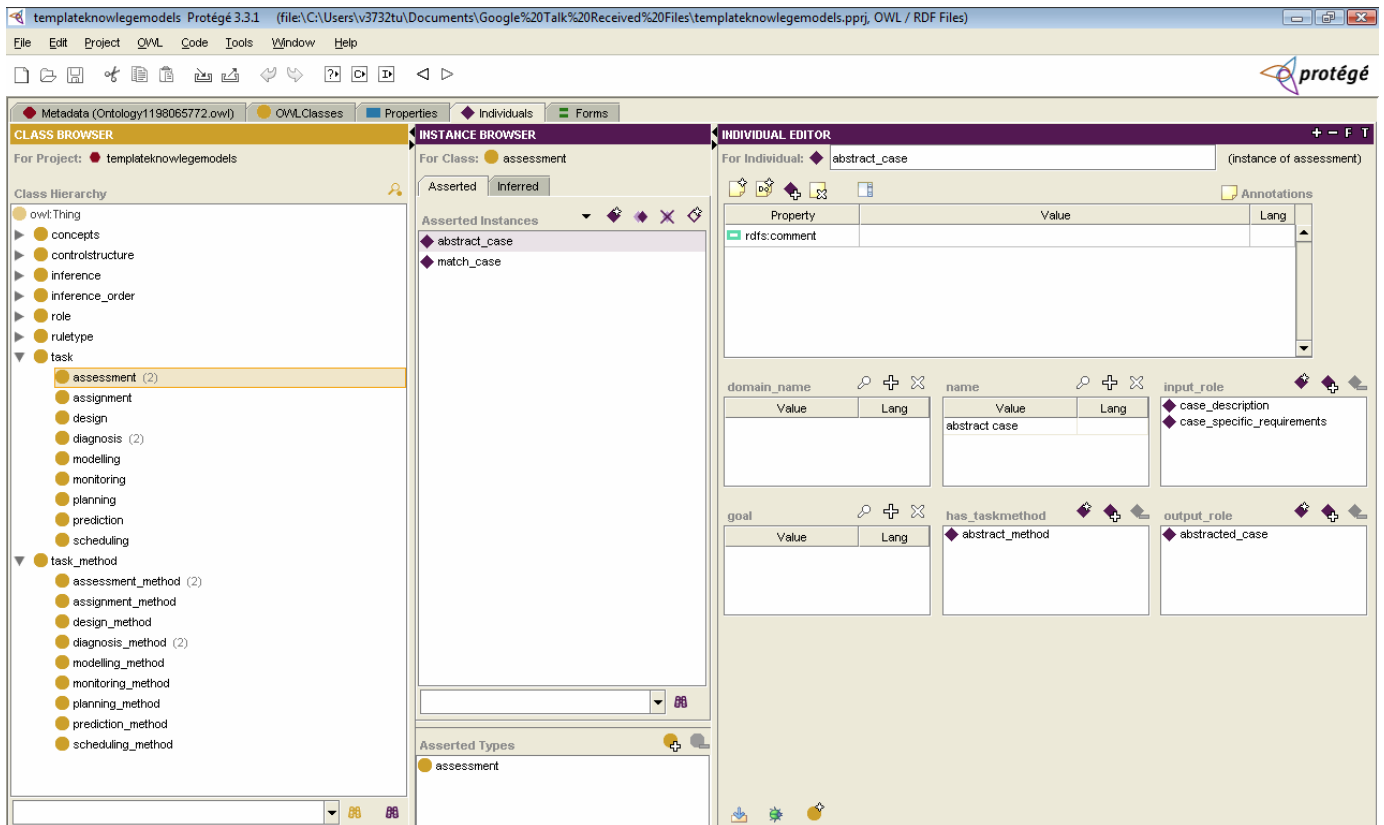 templateknowlegemodels Protégé 3.3.1 (file:\C:\Users\v3732tu\Documents\Google%20Talk%20Received%20Files\templateknowlegemodels.pprj, OWL / RDF Files)
File Edit Project OWL Code Tools Window Help
protégé
Metadata (Ontology1198065772.owl) OWLClasses Properties Individuals Forms
CLASS BROWSER
For Project: templateknowlegemodels
Class Hierarchy
owl:Thing
concepts
controlstructure
inference
inference_order
role
ruletype
task
assessment (2)
assignment
design
diagnosis (2)
modelling
monitoring
planning
prediction
scheduling
task_method
assessment_method (2)
assignment_method
design_method
diagnosis_method (2)
modelling_method
monitoring_method
planning_method
prediction_method
scheduling_method
INSTANCE BROWSER
For Class: assessment
Asserted Inferred
Asserted Instances
abstract_case
match_case
Asserted Types
assessment
INDIVIDUAL EDITOR + − F T
For Individual: abstract_case (instance of assessment)
Annotations
Property Value Lang
rdfs:comment
domain_name
Value Lang
name
Value Lang
abstract case
input_role
case_description
case_specific_requirements
goal
Value Lang
has_taskmethod
abstract_method
output_role
abstracted_case